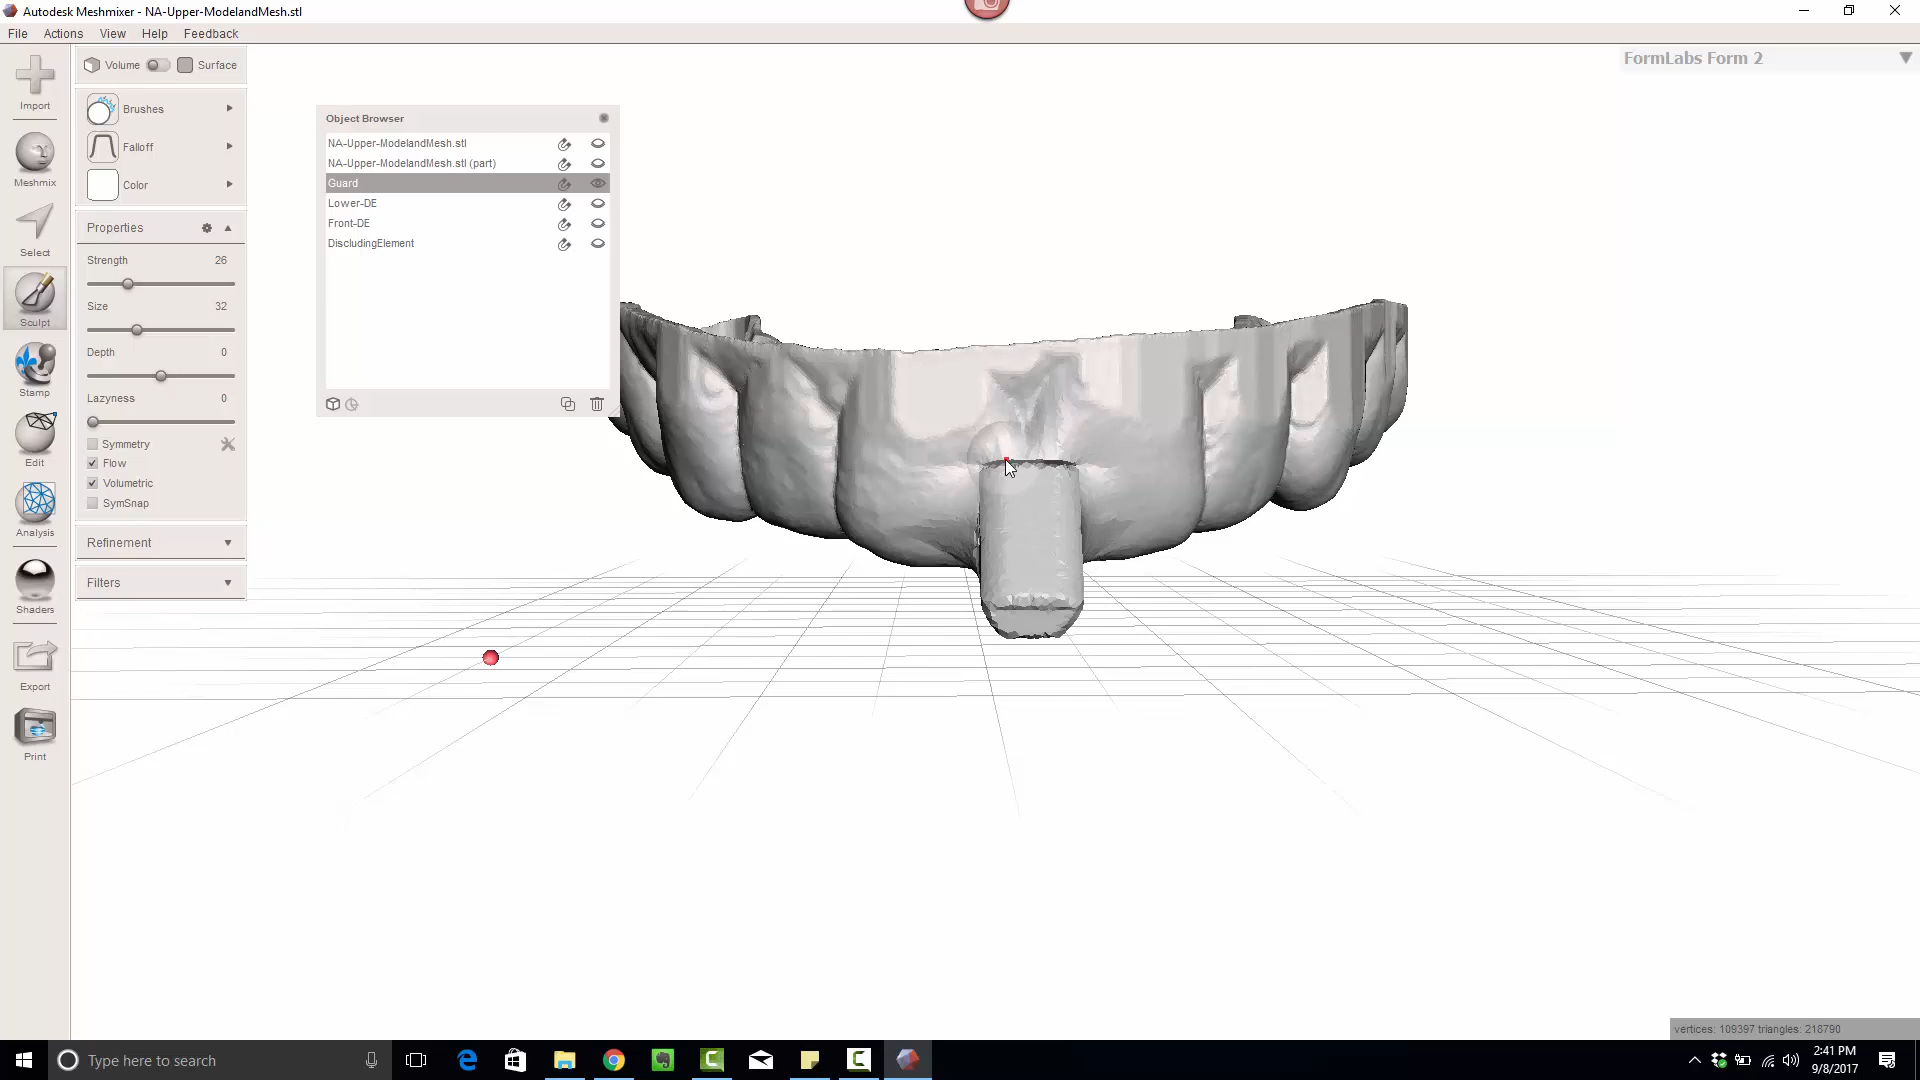 Autodesk Meshmixer - NA-Upper-ModelandMesh.stl
File Actions View Help Feedback
Import
Meshmix
Select
Sculpt
Stamp
Edit
Analysis
Shaders
Export
Print
Volume Surface
Brushes
Falloff
Color
Properties
Strength 26
Size 32
Depth 0
Lazyness 0
Symmetry
Flow
Volumetric
SymSnap
Refinement
Filters
Object Browser
NA-Upper-ModelandMesh.stl
NA-Upper-ModelandMesh.stl (part)
Guard
Lower-DE
Front-DE
DiscludingElement
FormLabs Form 2
vertices: 109397 triangles: 218790
Type here to search
2:41 PM
9/8/2017